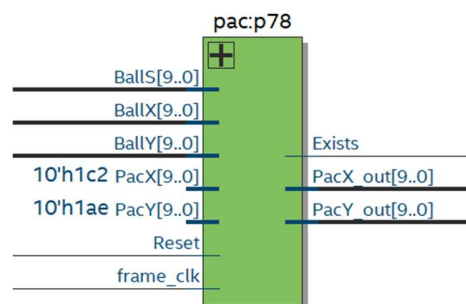 pac:p78
BallS[9..0]
BallX[9..0]
BallY[9..0]
Exists
10'h1c2 PacX[9..0]
PacX_out[9..0]
10'h1ae PacY[9..0]
PacY_out[9..0]
Reset
frame_clk